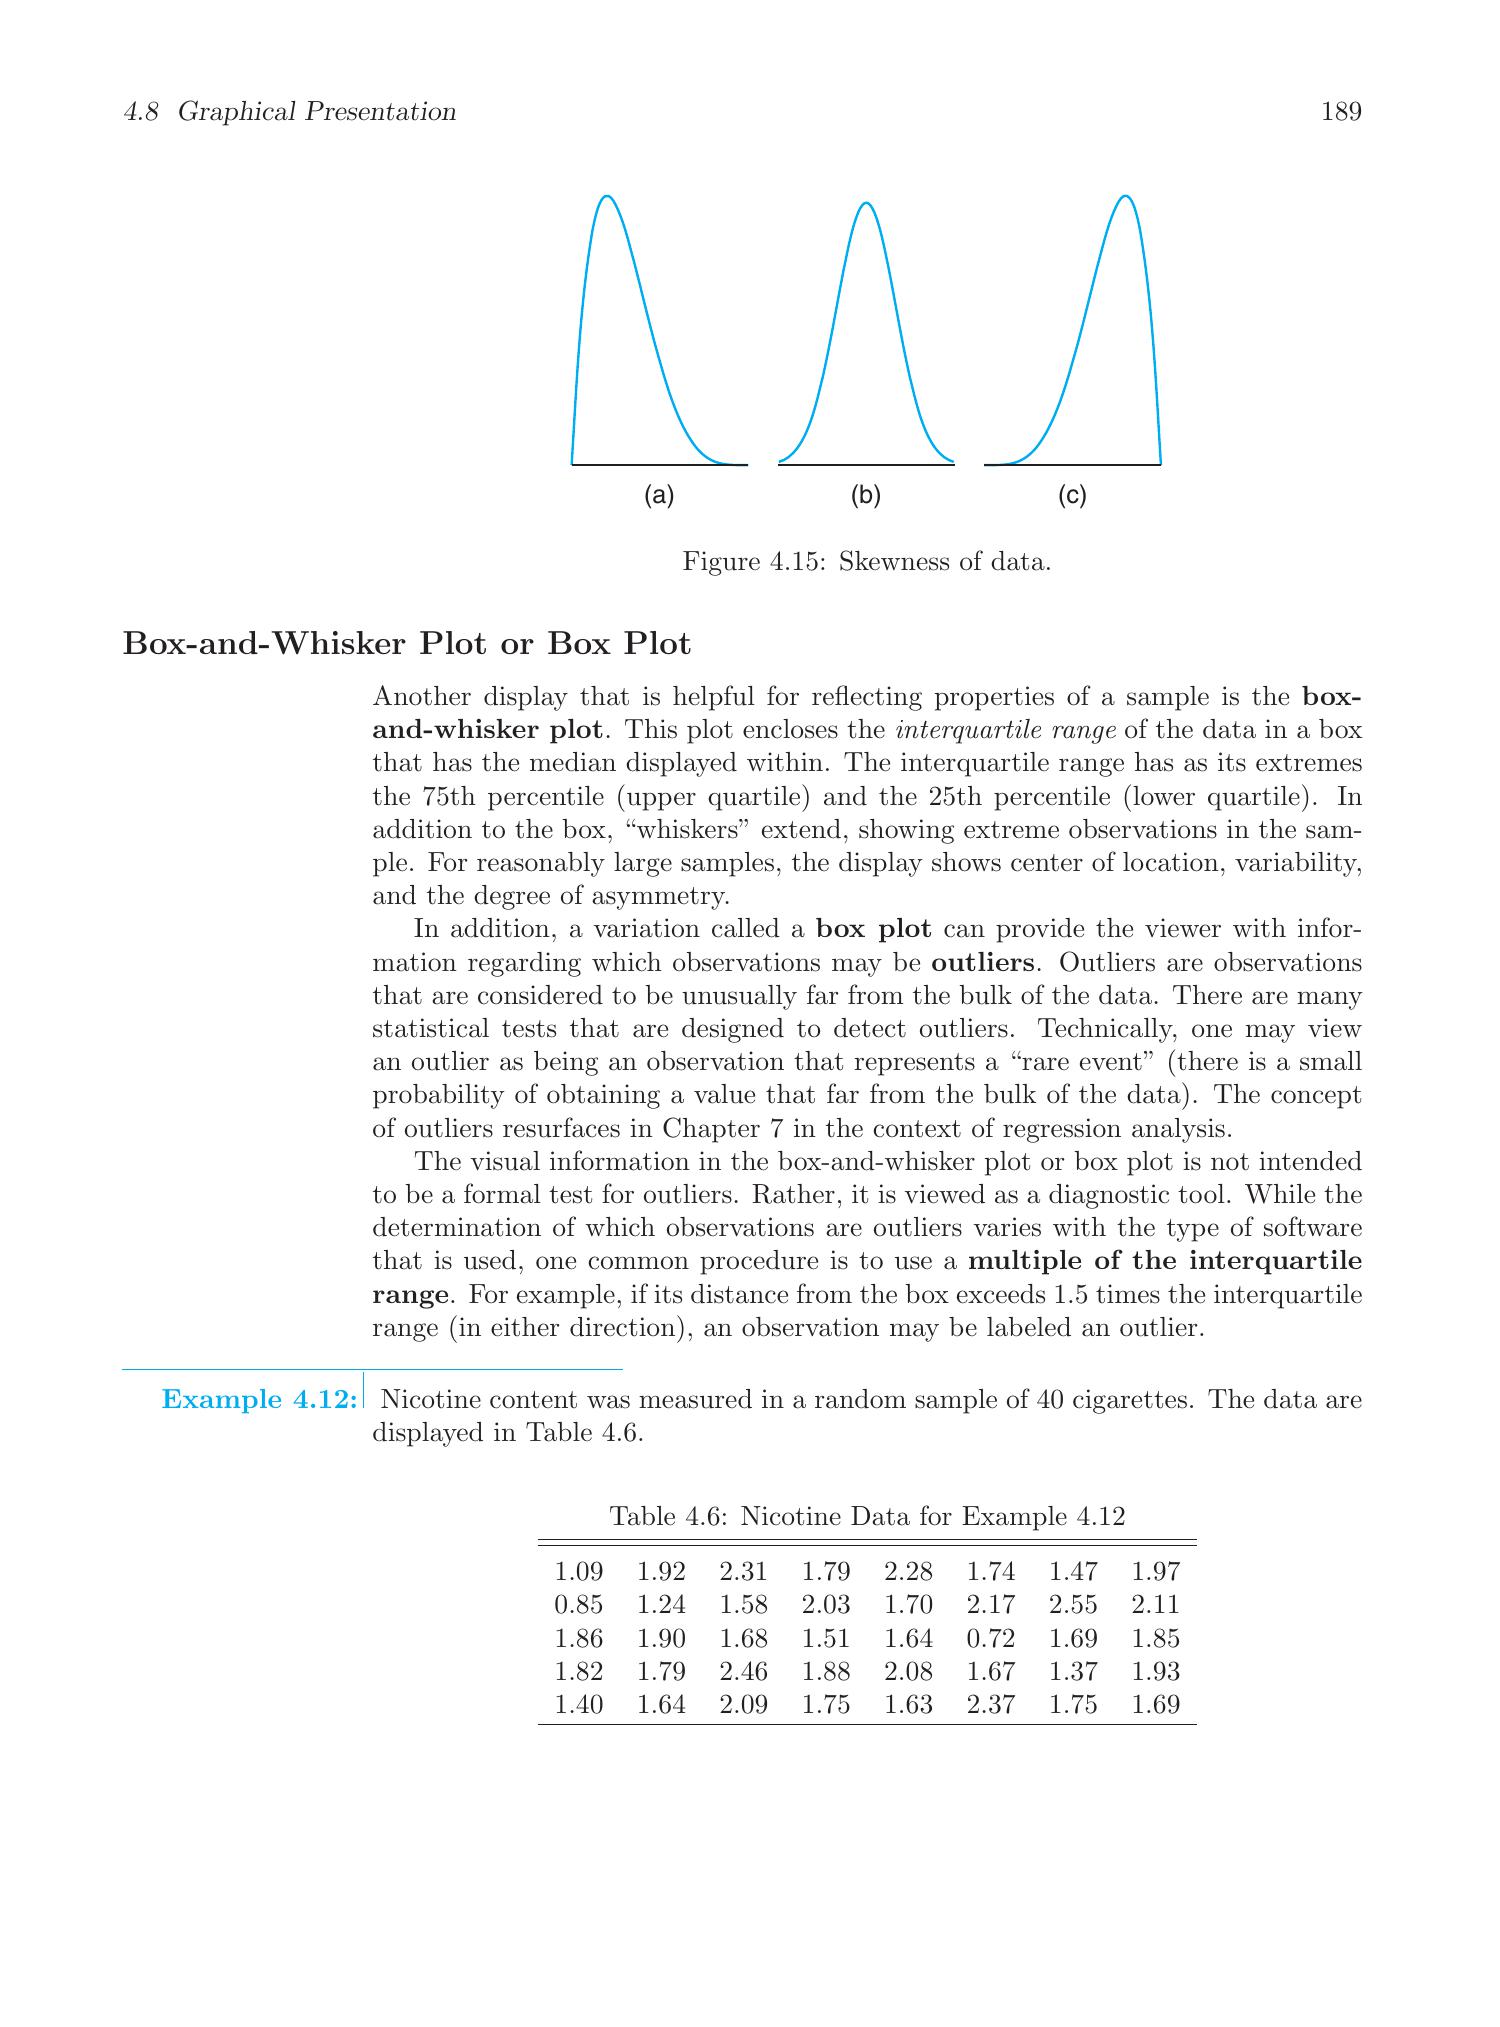 4.8 Graphical Presentation 189
(a) (b) (c)
Figure 4.15: Skewness of data.
Box-and-Whisker Plot or Box Plot
Another display that is helpful for reflecting properties of a sample is the box-
and-whisker plot. This plot encloses the interquartile range of the data in a box
that has the median displayed within. The interquartile range has as its extremes
the 75th percentile (upper quartile) and the 25th percentile (lower quartile). In
addition to the box, “whiskers” extend, showing extreme observations in the sam-
ple. For reasonably large samples, the display shows center of location, variability,
and the degree of asymmetry.
In addition, a variation called a box plot can provide the viewer with infor-
mation regarding which observations may be outliers. Outliers are observations
that are considered to be unusually far from the bulk of the data. There are many
statistical tests that are designed to detect outliers. Technically, one may view
an outlier as being an observation that represents a “rare event” (there is a small
probability of obtaining a value that far from the bulk of the data). The concept
of outliers resurfaces in Chapter 7 in the context of regression analysis.
The visual information in the box-and-whisker plot or box plot is not intended
to be a formal test for outliers. Rather, it is viewed as a diagnostic tool. While the
determination of which observations are outliers varies with the type of software
that is used, one common procedure is to use a multiple of the interquartile
range. For example, if its distance from the box exceeds 1.5 times the interquartile
range (in either direction), an observation may be labeled an outlier.
Example 4.12: Nicotine content was measured in a random sample of 40 cigarettes. The data are
displayed in Table 4.6.
Table 4.6: Nicotine Data for Example 4.12
1.09 1.92 2.31 1.79 2.28 1.74 1.47 1.97
0.85 1.24 1.58 2.03 1.70 2.17 2.55 2.11
1.86 1.90 1.68 1.51 1.64 0.72 1.69 1.85
1.82 1.79 2.46 1.88 2.08 1.67 1.37 1.93
1.40 1.64 2.09 1.75 1.63 2.37 1.75 1.69